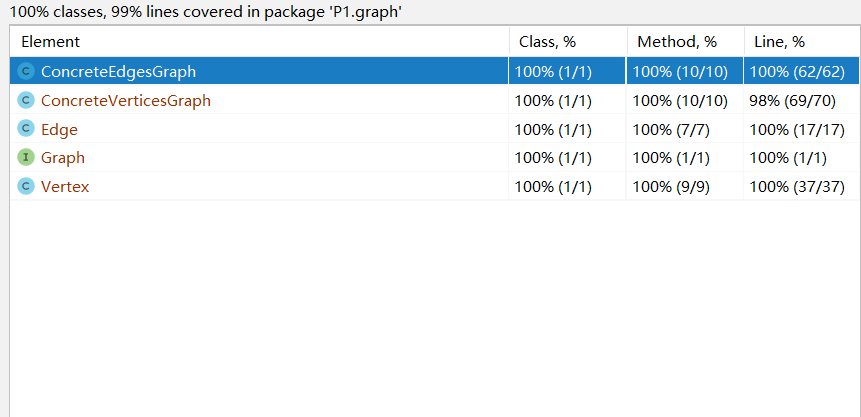 100% classes, 99% lines covered in package 'P1.graph'
Element Class, % Method, % Line, %
C ConcreteEdgesGraph 100% (1/1) 100% (10/10) 100% (62/62)
C ConcreteVerticesGraph 100% (1/1) 100% (10/10) 98% (69/70)
C Edge 100% (1/1) 100% (7/7) 100% (17/17)
I Graph 100% (1/1) 100% (1/1) 100% (1/1)
C Vertex 100% (1/1) 100% (9/9) 100% (37/37)